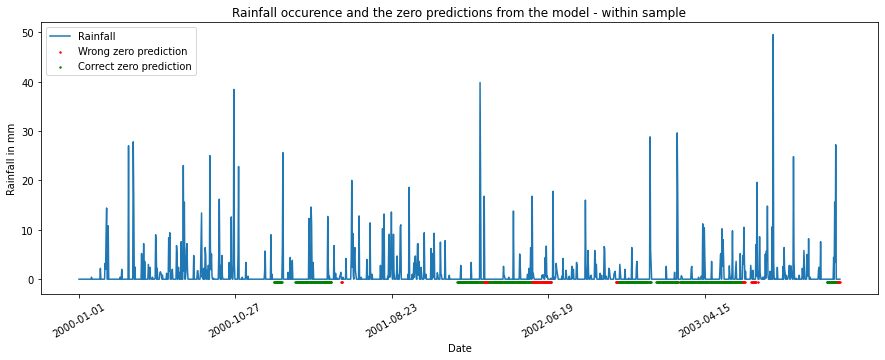 Rainfall occurence and the zero predictions from the model - within sample
Rainfall
Wrong zero prediction
Correct zero prediction
50
40
30
20
10
0
Rainfall in mm
2000-01-01
2000-10-27
2001-08-23
2002-06-19
2003-04-15
Date